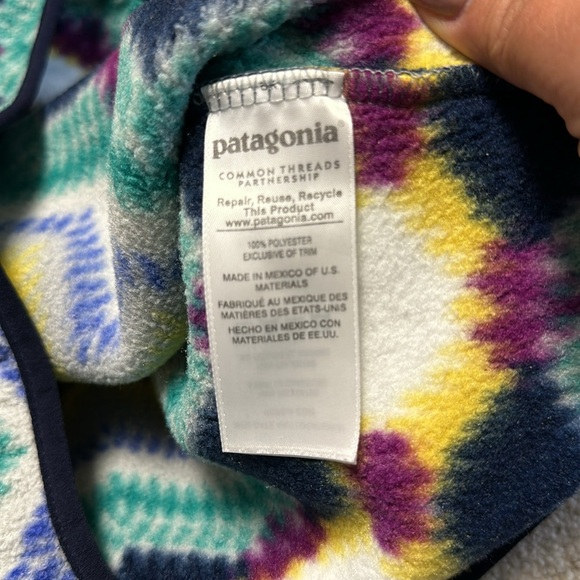 patagonia®
COMMON THREADS
PARTNERSHIP
Repair, Reuse, Recycle
This Product
www.patagonia.com
100% POLYESTER
EXCLUSIVE OF TRIM
MADE IN MEXICO OF U.S.
MATERIALS
FABRIQUÉ AU MEXIQUE DES
MATIÈRES DES ETATS-UNIS
HECHO EN MÉXICO CON
MATERIALES DE EE.UU.